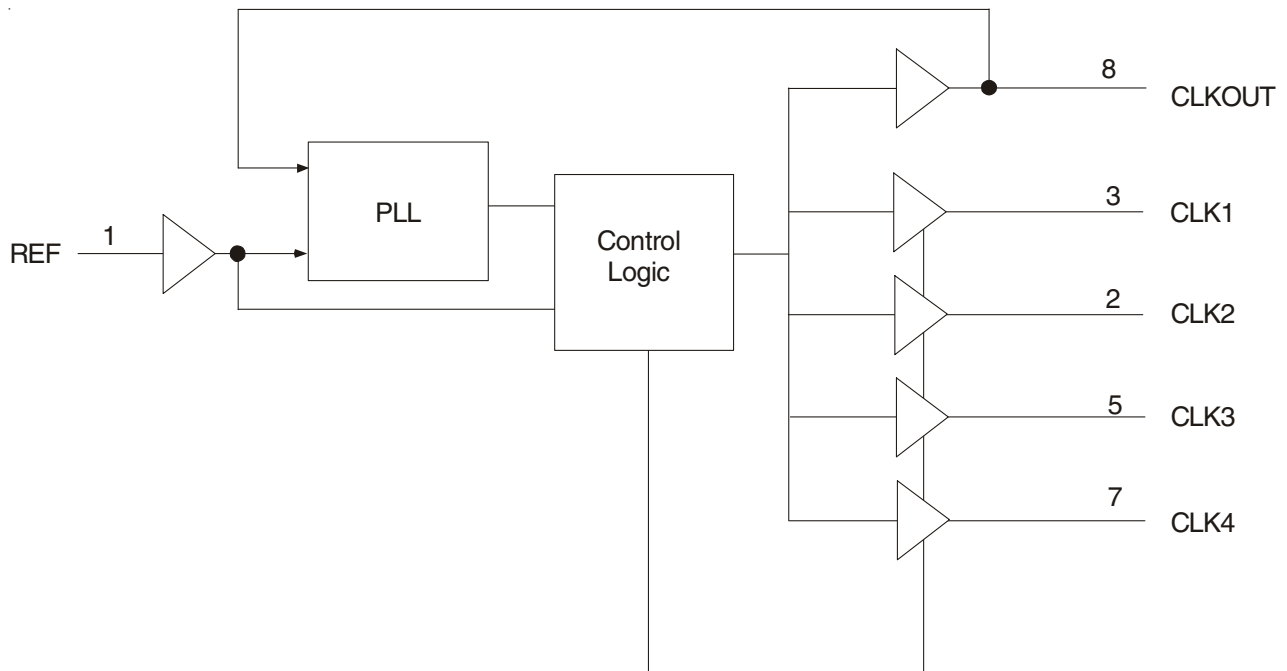 8
CLKOUT
PLL
3
CLK1
REF
1
Control
Logic
2
CLK2
5
CLK3
7
CLK4